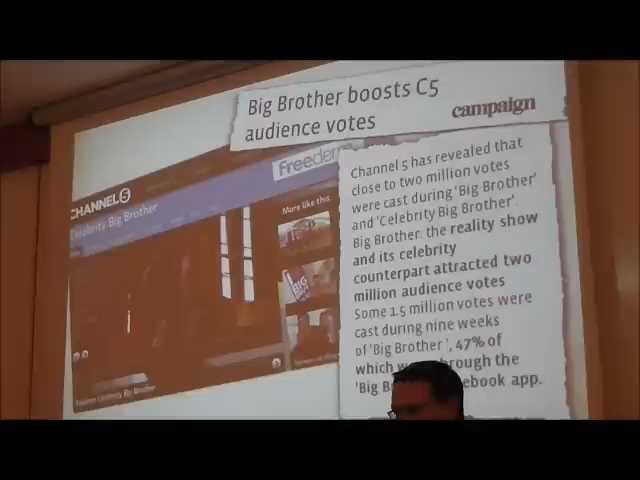 Big Brother boosts C5
audience votes
campaign
Channel 5 has revealed that
close to two million votes
were cast during 'Big Brother'
and 'Celebrity Big Brother'.
Big Brother: the reality show
and its celebrity
counterpart attracted two
million audience votes
Some 1.5 million votes were
cast during nine weeks
of 'Big Brother', 47% of
which w rough the
'Big B ebook app.
CHANNEL 5
Celebrity Big Brother
Freeder
More like this
BIG